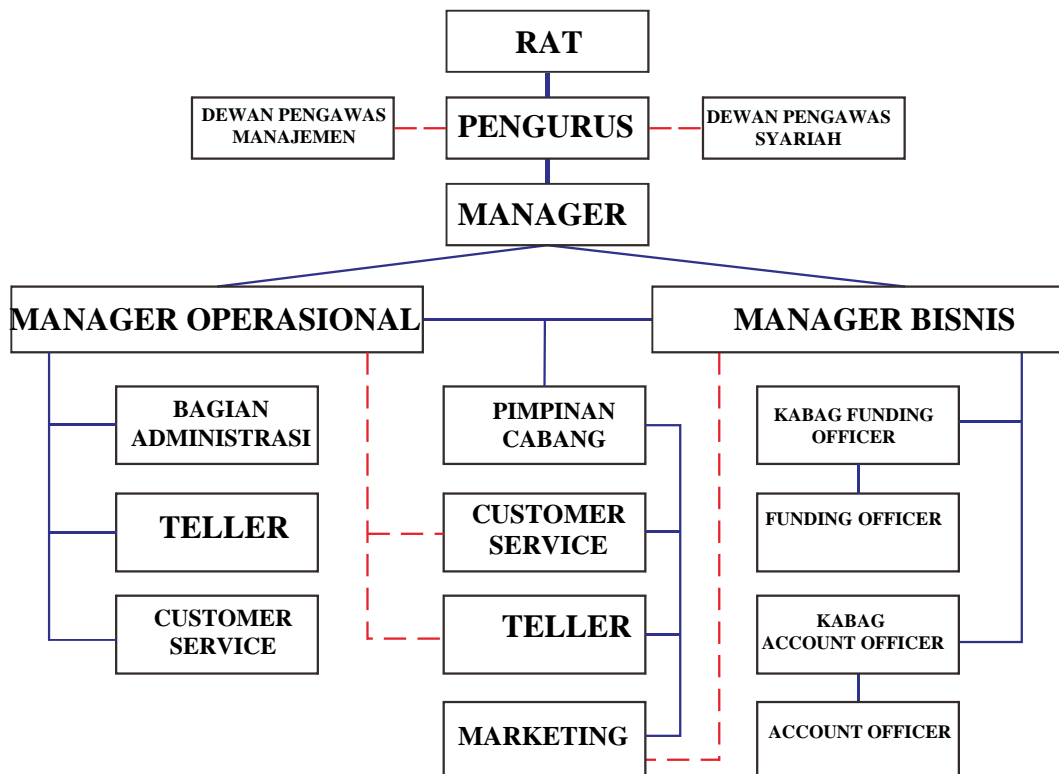 RAT
DEWAN PENGAWAS
MANAJEMEN
PENGURUS
DEWAN PENGAWAS
SYARIAH
MANAGER
MANAGER OPERASIONAL
MANAGER BISNIS
BAGIAN
ADMINISTRASI
TELLER
CUSTOMER
SERVICE
PIMPINAN
CABANG
CUSTOMER
SERVICE
TELLER
MARKETING
KABAG FUNDING
OFFICER
FUNDING OFFICER
KABAG
ACCOUNT OFFICER
ACCOUNT OFFICER